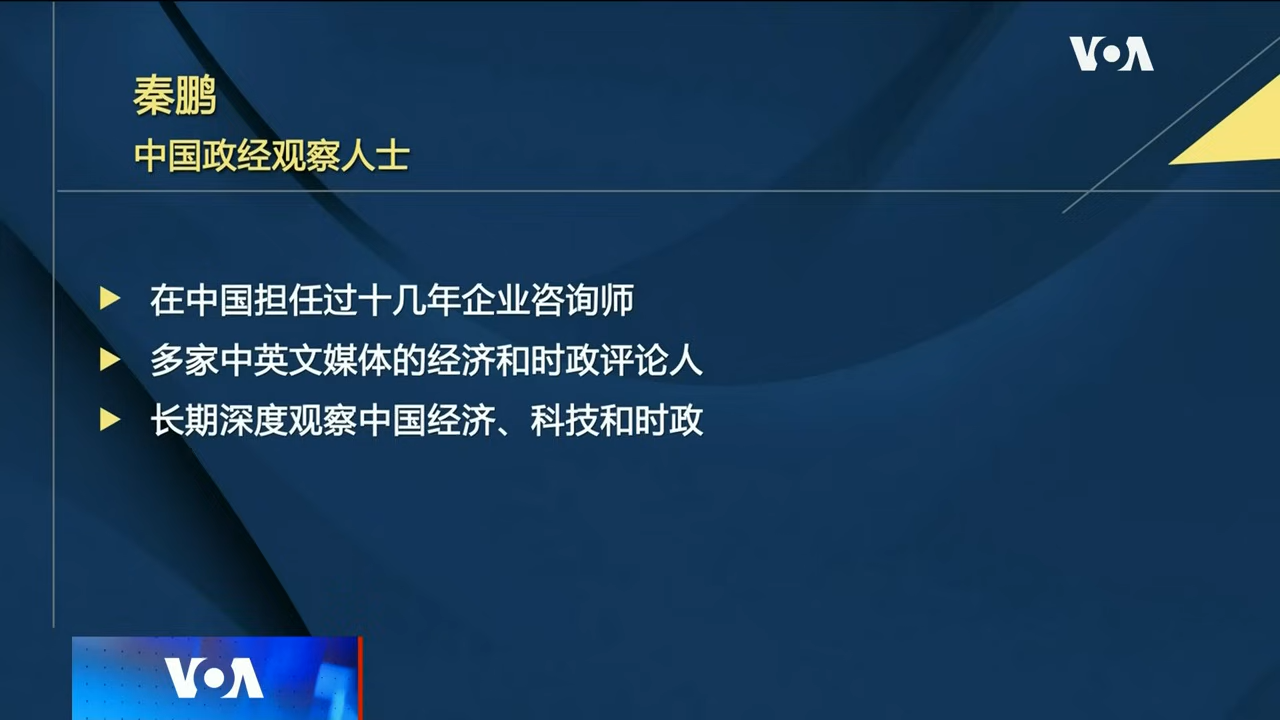 VOA
秦鹏
中国政经观察人士
在中国担任过十几年企业咨询师
多家中英文媒体的经济和时政评论人
长期深度观察中国经济、科技和时政
VOA